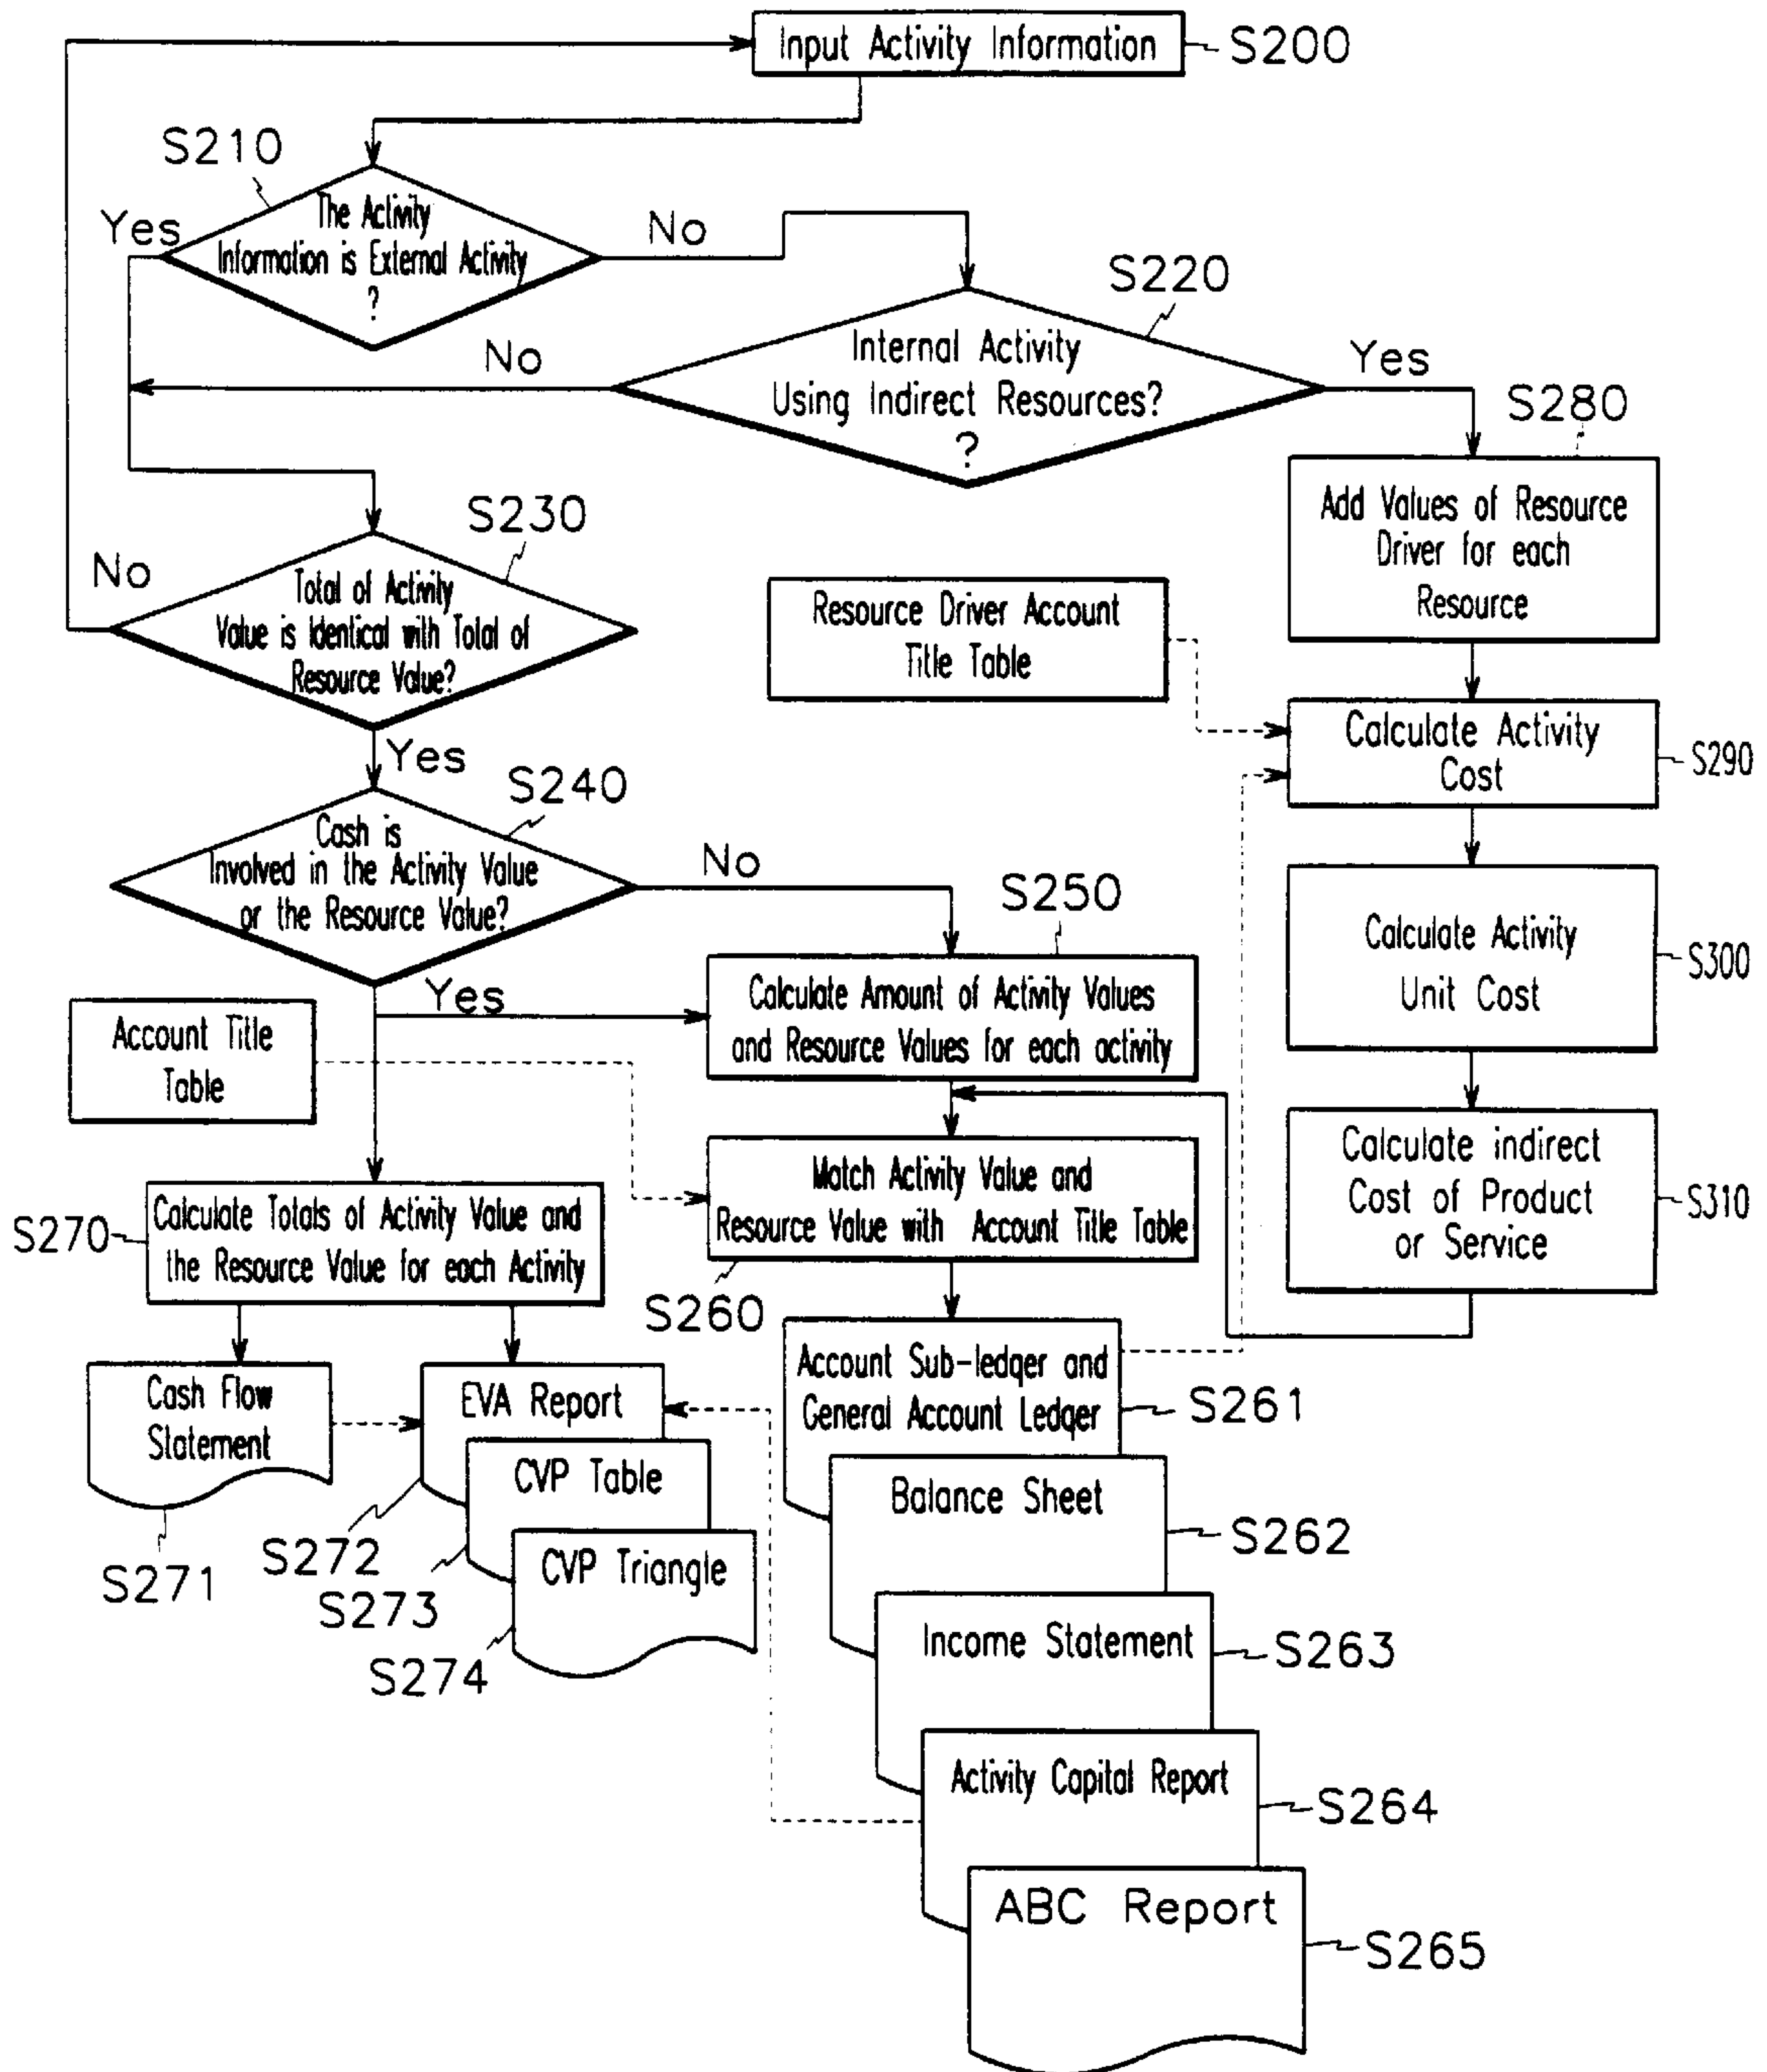 Input Activity Information
S200
S210
The Activity
Information is External Activity
?
Yes
No
S220
Internal Activity
Using Indirect Resources?
?
No
Yes
S280
Add Values of Resource
Driver for each
Resource
S230
Total of Activity
Value is Identical with Total of
Resource Value?
No
Yes
Resource Driver Account
Title Table
Calculate Activity
Cost
S290
S240
Cash is
Involved in the Activity Value
or the Resource Value?
No
Yes
S250
Calculate Amount of Activity Values
and Resource Values for each activity
Calculate Activity
Unit Cost
S300
Account Title
Table
Match Activity Value and
Resource Value with Account Title Table
S260
Calculate indirect
Cost of Product
or Service
S310
S270
Calculate Totals of Activity Value and
the Resource Value for each Activity
Cash Flow
Statement
S271
EVA Report
S272
CVP Table
S273
CVP Triangle
S274
Account Sub-ledger and
General Account Ledger
S261
Balance Sheet
S262
Income Statement
S263
Activity Capital Report
S264
ABC Report
S265